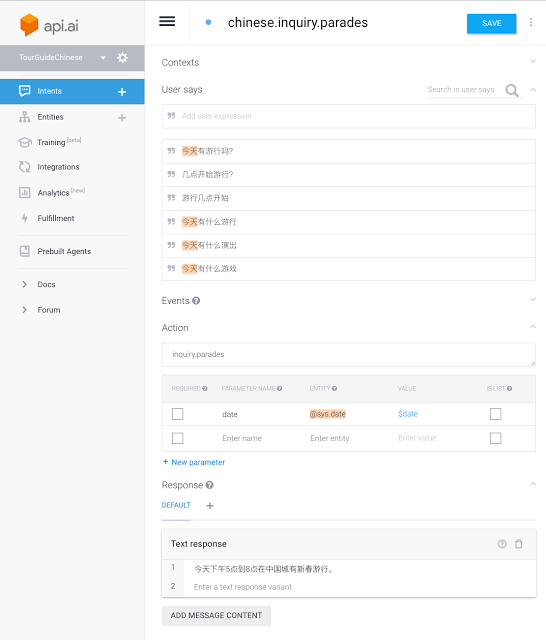 api.ai
chinese.inquiry.parades
SAVE
TourGuideChinese
Intents
Entities
Training [beta]
Integrations
Analytics [new]
Fulfillment
Prebuilt Agents
Docs
Forum
Contexts
User says
Search in user says
Add user expression
今天有游行吗?
几点开始游行?
游行几点开始
今天有什么游行
今天有什么演出
今天有什么游戏
Events
Action
inquiry.parades
REQUIRED PARAMETER NAME ENTITY VALUE IS LIST
date @sys.date $date
Enter name Enter entity Enter value
+ New parameter
Response
DEFAULT +
Text response
1 今天下午5点到8点在中国城有新春游行。
2 Enter a text response variant
ADD MESSAGE CONTENT